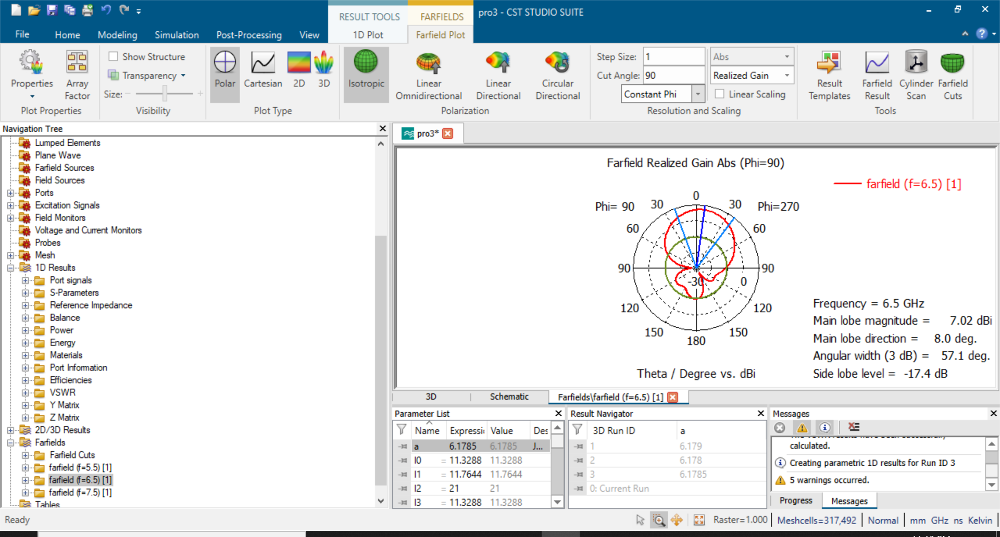 RESULT TOOLS
FARFIELDS
pro3 - CST STUDIO SUITE
File
Home
Modeling
Simulation
Post-Processing
View
1D Plot
Farfield Plot
Properties
Array Factor
Plot Properties
Show Structure
Transparency
Size:
Visibility
Polar
Cartesian
2D
3D
Plot Type
Isotropic
Linear Omnidirectional
Linear Directional
Circular Directional
Polarization
Step Size: 1
Cut Angle: 90
Constant Phi
Abs
Realized Gain
Linear Scaling
Resolution and Scaling
Result Templates
Farfield Result
Cylinder Scan
Farfield Cuts
Tools
Navigation Tree
Lumped Elements
Plane Wave
Farfield Sources
Field Sources
Ports
Excitation Signals
Field Monitors
Voltage and Current Monitors
Probes
Mesh
1D Results
Port signals
S-Parameters
Reference Impedance
Balance
Power
Energy
Materials
Port Information
Efficiencies
VSWR
Y Matrix
Z Matrix
2D/3D Results
Farfields
Farfield Cuts
farfield (f=5.5) [1]
farfield (f=6.5) [1]
farfield (f=7.5) [1]
Tables
pro3*
Farfield Realized Gain Abs (Phi=90)
farfield (f=6.5) [1]
0
Phi= 90 30 30 Phi=270
60 60
90 90
-30 0
120 120
150 150
180
Theta / Degree vs. dBi
Frequency = 6.5 GHz
Main lobe magnitude = 7.02 dBi
Main lobe direction = 8.0 deg.
Angular width (3 dB) = 57.1 deg.
Side lobe level = -17.4 dB
3D
Schematic
Farfields\farfield (f=6.5) [1]
Parameter List
Name Expressi Value Des
a 6.1785 6.1785 J...
l0 = 11.3288 11.3288
l1 = 11.7644 11.7644
l2 = 21 21
l3 = 11.3288 11.3288
Result Navigator
3D Run ID a
1 6.179
2 6.178
3 6.1785
0: Current Run
Messages
calculated.
Creating parametric 1D results for Run ID 3
5 warnings occurred.
Progress
Messages
Ready
Raster=1.000
Meshcells=317,492
Normal
mm GHz ns Kelvin